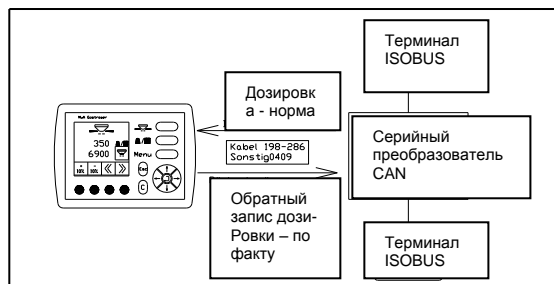 Терминал
ISOBUS
Дозировк
а - норма
350
6900
Menu
Esc
C
Kabel 198-286
Sonstig0409
Серийный
преобразователь
CAN
Обратный
запис дози-
Ровки – по
факту
Терминал
ISOBUS